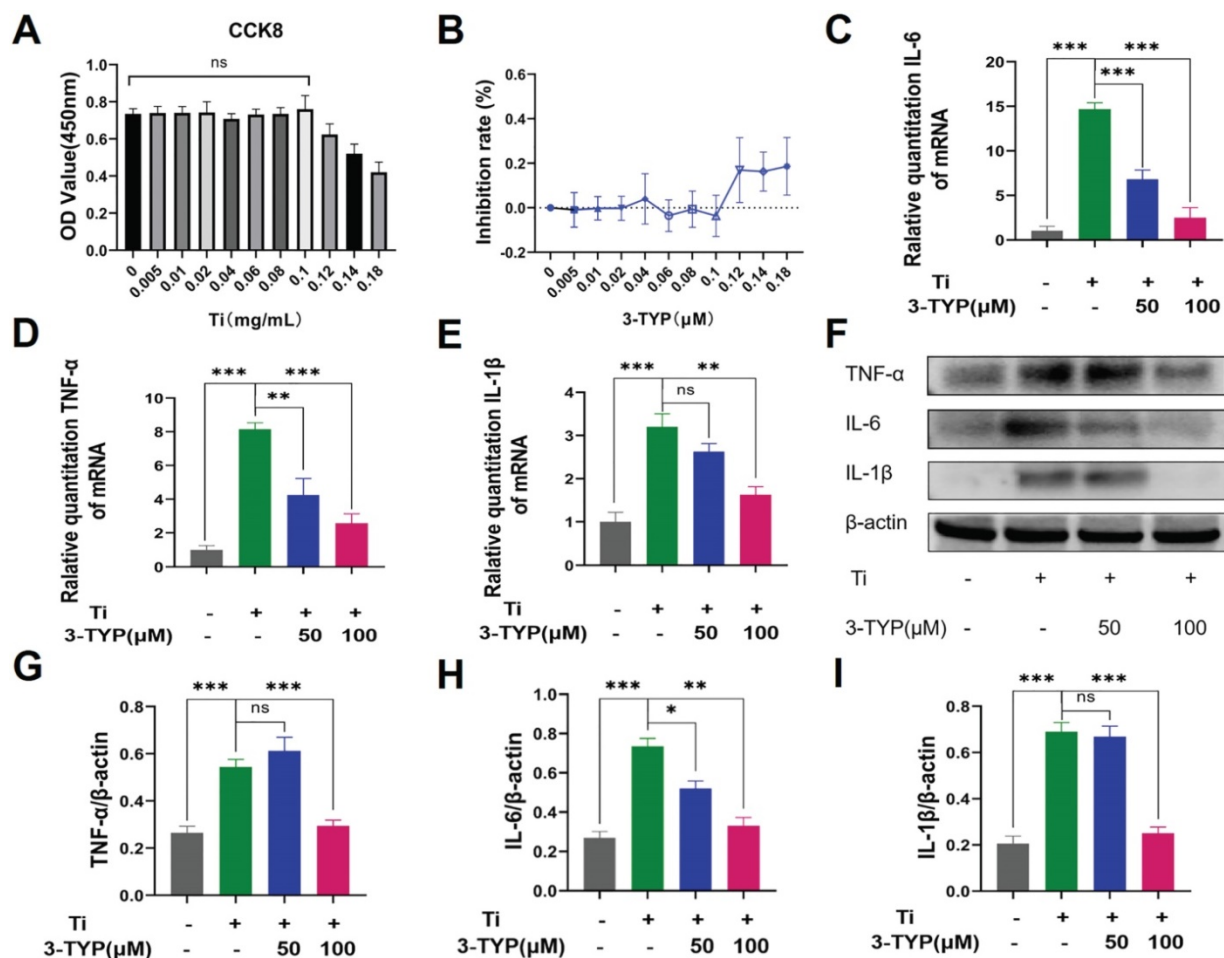 A
CCK8
ns
OD Value(450nm)
1.0
0.8
0.6
0.4
0.2
0.0
0 0.005 0.01 0.02 0.04 0.06 0.08 0.1 0.12 0.14 0.18
Ti(mg/mL)
B
Inhibition rate (%)
0.6
0.4
0.2
0.0
-0.2
0 0.005 0.01 0.02 0.04 0.06 0.08 0.1 0.12 0.14 0.18
3-TYP(μM)
C
*** ***
***
Ralative quantitation IL-6
of mRNA
20
15
10
5
0
Ti - + + +
3-TYP(μM) - - 50 100
D
*** ***
**
Ralative quantitation TNF-α
of mRNA
10
8
6
4
2
0
Ti - + + +
3-TYP(μM) - - 50 100
E
*** **
ns
Ralative quantitation IL-1β
of mRNA
4
3
2
1
0
Ti - + + +
3-TYP(μM) - - 50 100
F
TNF-α
IL-6
IL-1β
β-actin
Ti - + + +
3-TYP(μM) - - 50 100
G
*** ***
ns
TNF-α/β-actin
0.8
0.6
0.4
0.2
0.0
Ti - + + +
3-TYP(μM) - - 50 100
H
*** **
*
IL-6/β-actin
1.0
0.8
0.6
0.4
0.2
0.0
Ti - + + +
3-TYP(μM) - - 50 100
I
*** ***
ns
IL-1β/β-actin
0.8
0.6
0.4
0.2
0.0
Ti - + + +
3-TYP(μM) - - 50 100